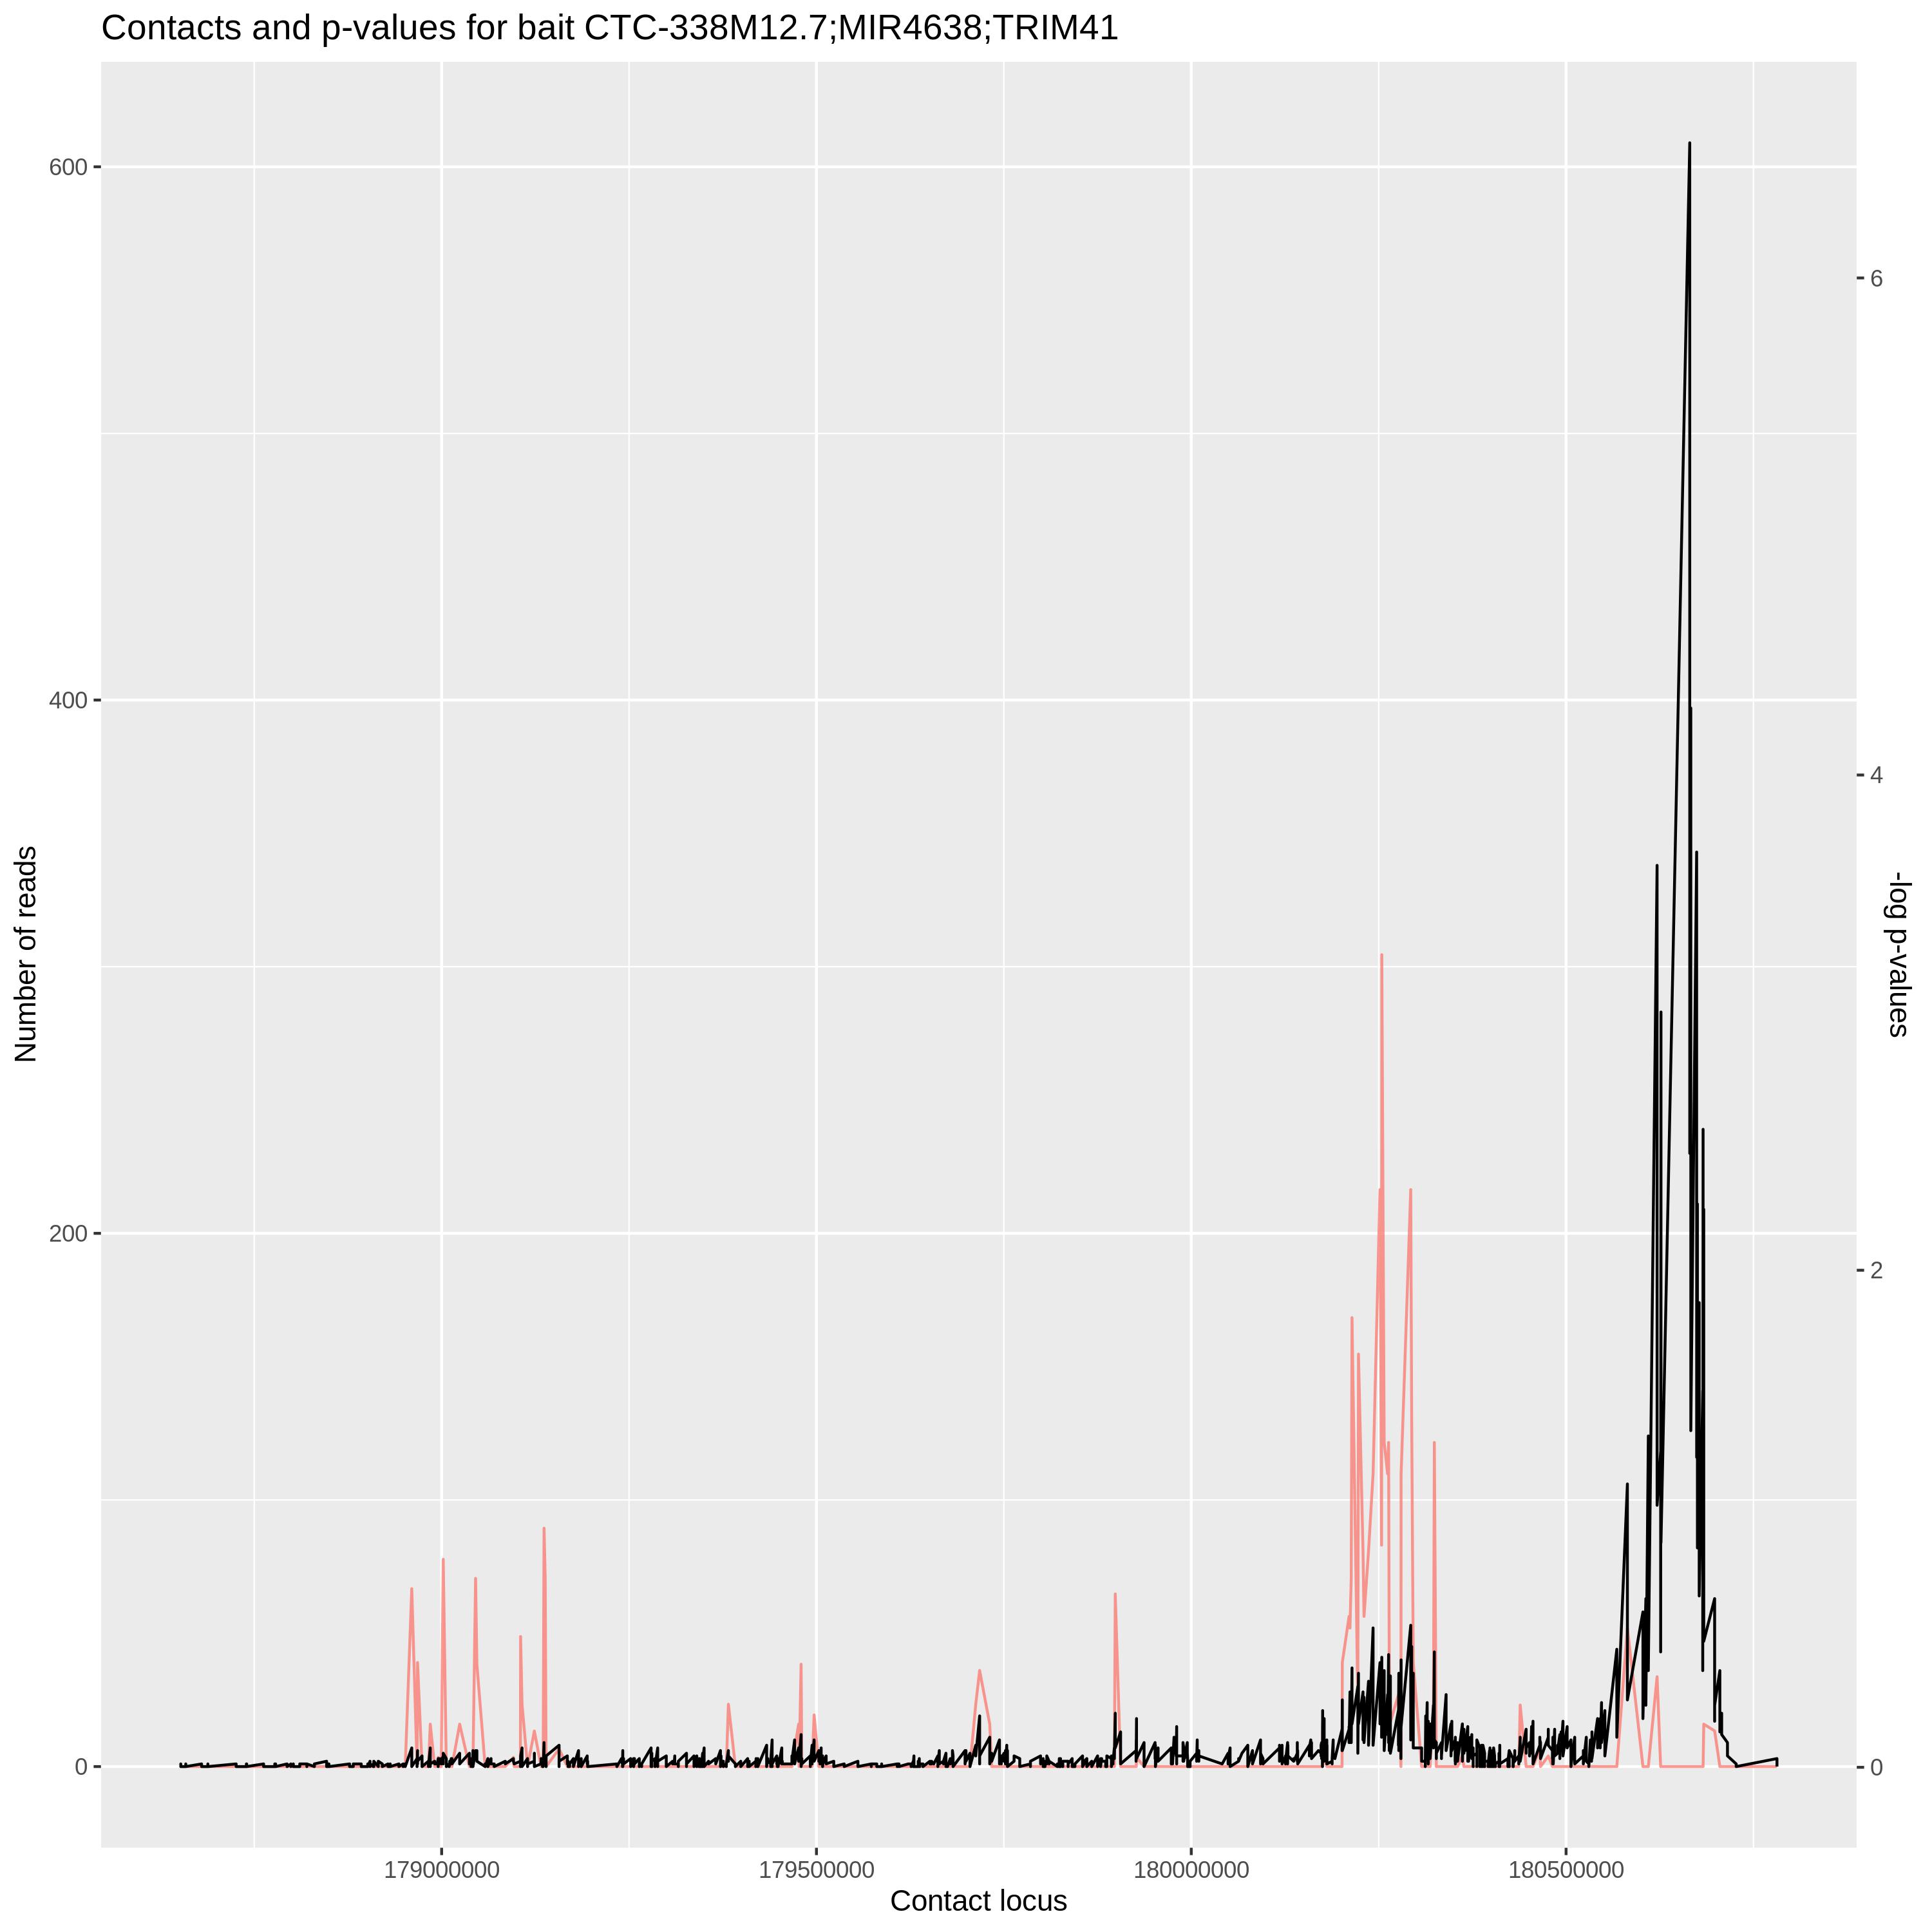 Contacts and p-values for bait CTC-338M12.7;MIR4638;TRIM41
600
400
200
0
Number of reads
6
4
2
0
-log p-values
179000000 179500000 180000000 180500000
Contact locus